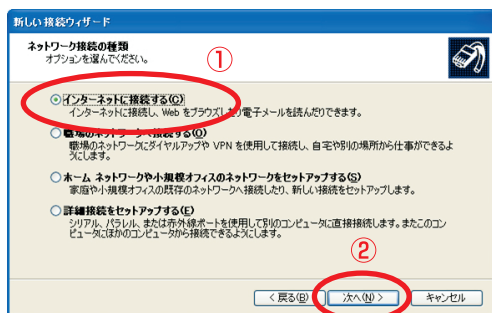 新しい接続ウィザード
ネットワーク接続の種類
オプションを選んでください。
①
インターネットに接続する(C)
インターネットに接続し、Web をブラウズしたり電子メールを読んだりできます。
職場のネットワークへ接続する(O)
職場のネットワークにダイヤルアップや VPN を使用して接続し、自宅や別の場所から仕事ができるよ
うにします。
ホーム ネットワークや小規模オフィスのネットワークをセットアップする(S)
家庭や小規模オフィスの既存のネットワークへ接続したり、新しい接続をセットアップします。
詳細接続をセットアップする(E)
シリアル、パラレル、または赤外線ポートを使用して別のコンピュータに直接接続します。またこのコン
ピュータにほかのコンピュータから接続できるようにします。
②
< 戻る(B) 次へ(N) > キャンセル